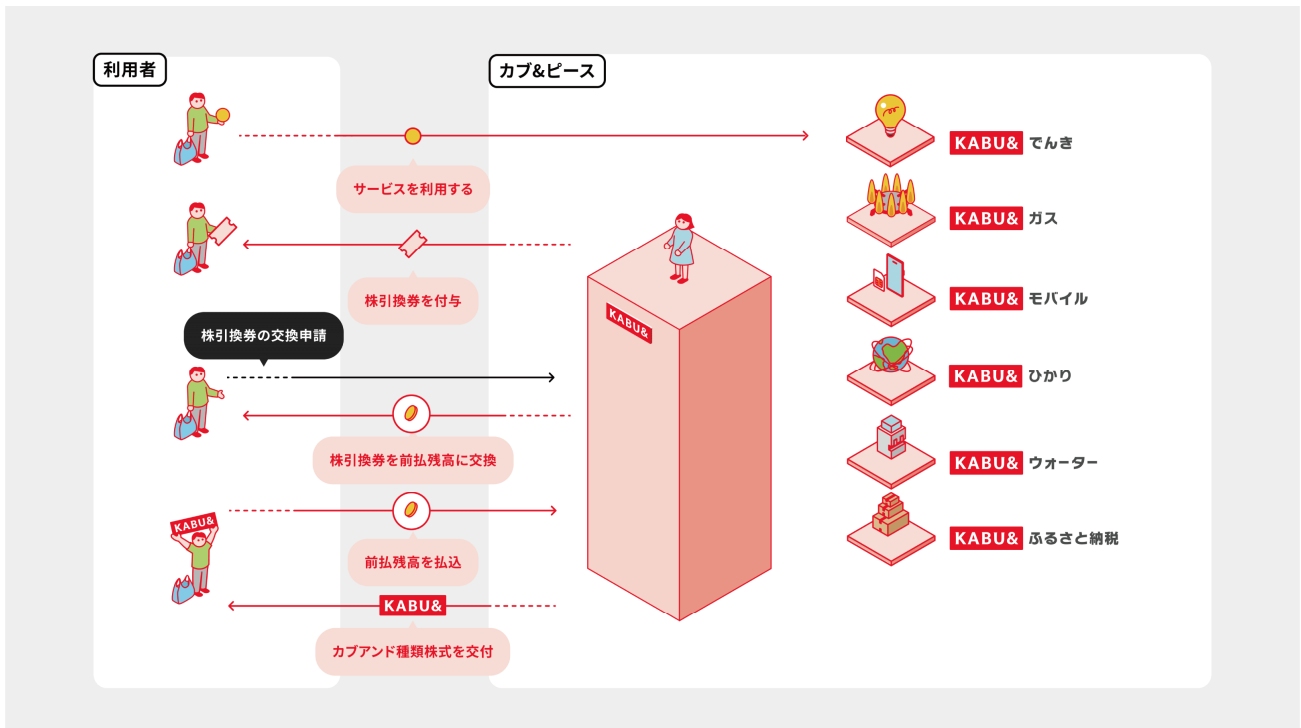 利用者
カブ&ピース
サービスを利用する
KABU& でんき
株引換券を付与
KABU& ガス
KABU&
株引換券の交換申請
KABU& モバイル
株引換券を前払残高に交換
KABU& ひかり
KABU& ウォーター
KABU&
前払残高を払込
KABU& ふるさと納税
KABU&
カブアンド種類株式を交付